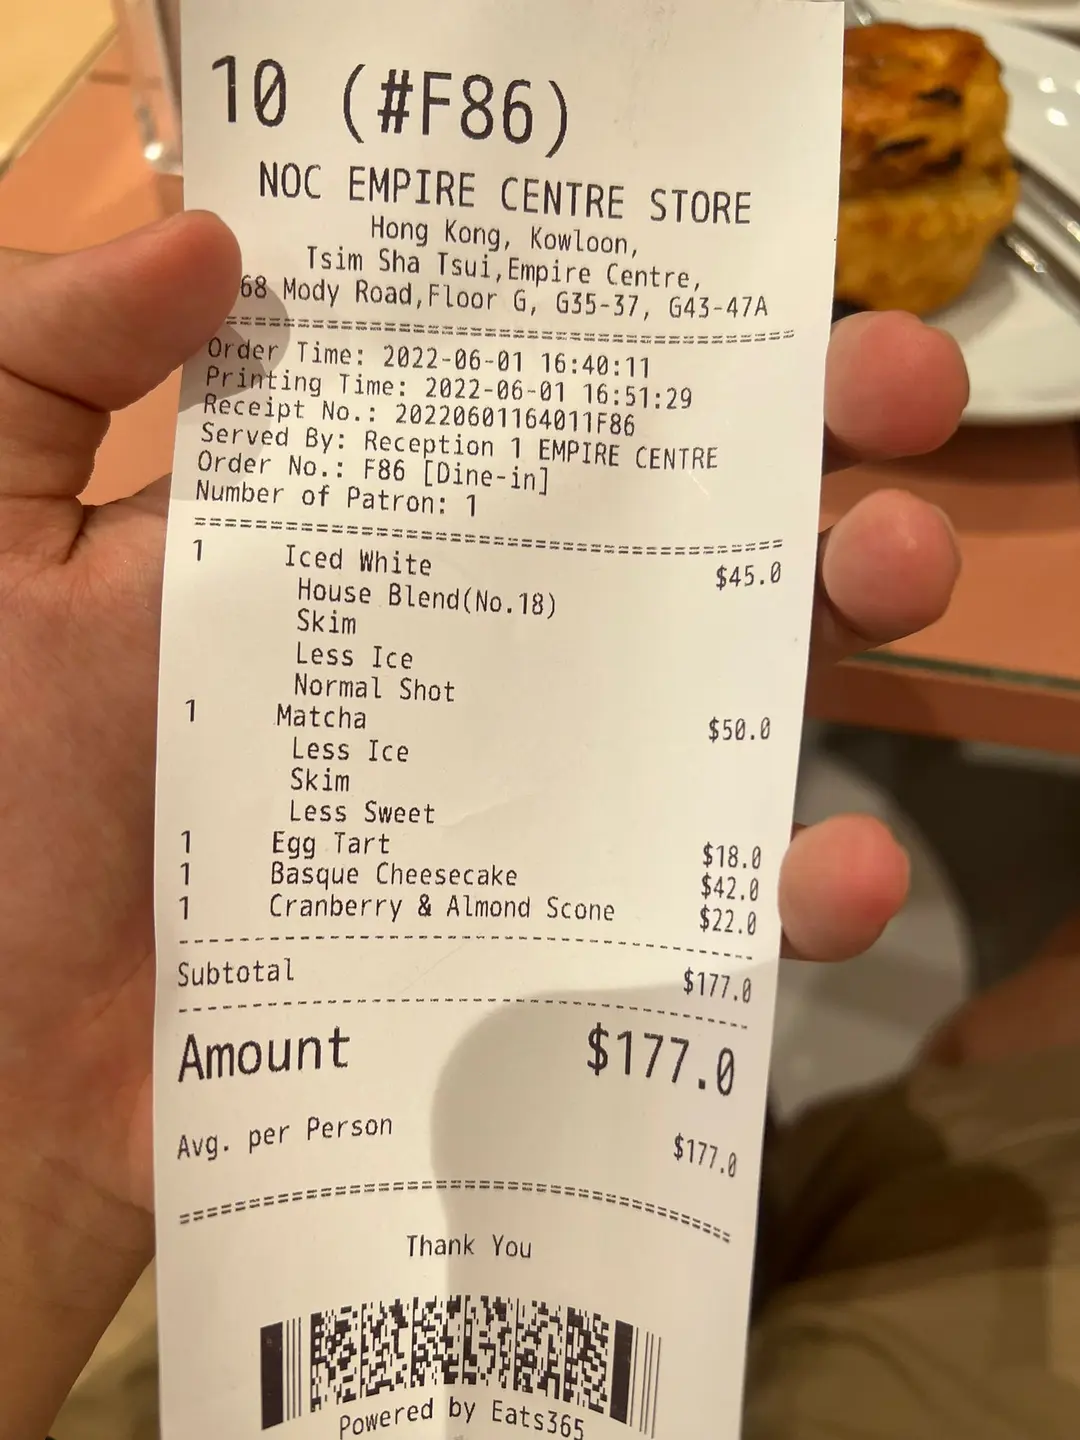 10 (#F86)
NOC EMPIRE CENTRE STORE
Hong Kong, Kowloon,
Tsim Sha Tsui,Empire Centre,
68 Mody Road,Floor G, G35-37, G43-47A
Order Time: 2022-06-01 16:40:11
Printing Time: 2022-06-01 16:51:29
Receipt No.: 20220601164011F86
Served By: Reception 1 EMPIRE CENTRE
Order No.: F86 [Dine-in]
Number of Patron: 1
1 Iced White $45.0
House Blend(No.18)
Skim
Less Ice
Normal Shot
1 Matcha $50.0
Less Ice
Skim
Less Sweet
1 Egg Tart $18.0
1 Basque Cheesecake $42.0
1 Cranberry & Almond Scone $22.0
Subtotal $177.0
Amount $177.0
Avg. per Person $177.0
Thank You
Powered by Eats365